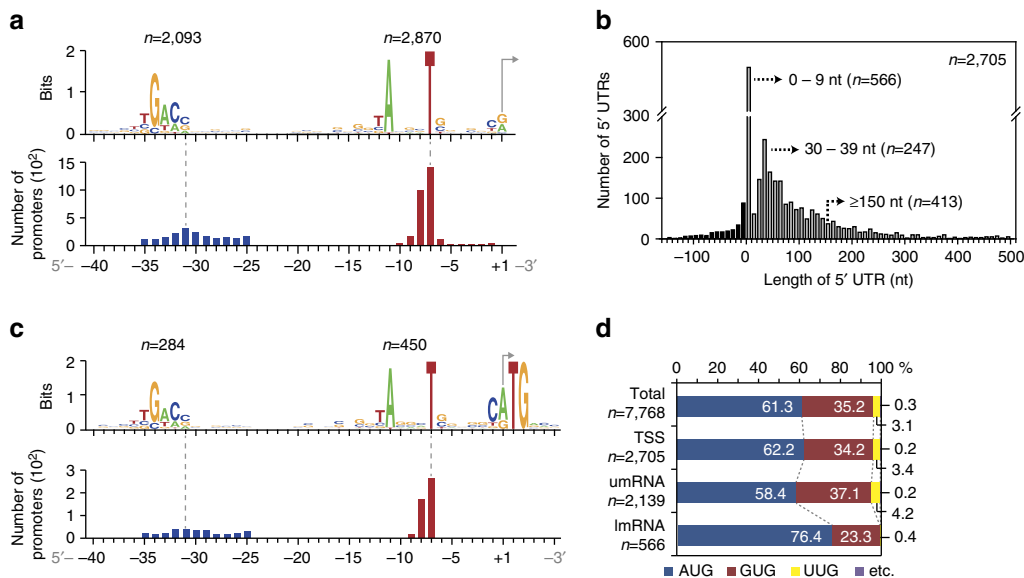 a
n=2,093
n=2,870
2
1
0
Bits
T G A C C
T A T G
C G A
15
10
5
0
Number of
promoters (10²)
5′– −40 −35 −30 −25 −20 −15 −10 −5 +1 –3′
b
600
300
200
100
0
Number of 5′ UTRs
n=2,705
0 – 9 nt (n=566)
30 – 39 nt (n=247)
≥150 nt (n=413)
−100 0 100 200 300 400 500
Length of 5′ UTR (nt)
c
n=284
n=450
2
1
0
Bits
T G A C C
T A T G
C A T G
3
2
1
0
Number of
promoters (10²)
5′– −40 −35 −30 −25 −20 −15 −10 −5 +1 –3′
d
0 20 40 60 80 100 %
Total
n=7,768
61.3 35.2 0.3
3.1
TSS
n=2,705
62.2 34.2 0.2
3.4
umRNA
n=2,139
58.4 37.1 0.2
4.2
lmRNA
n=566
76.4 23.3 0.4
AUG GUG UUG etc.